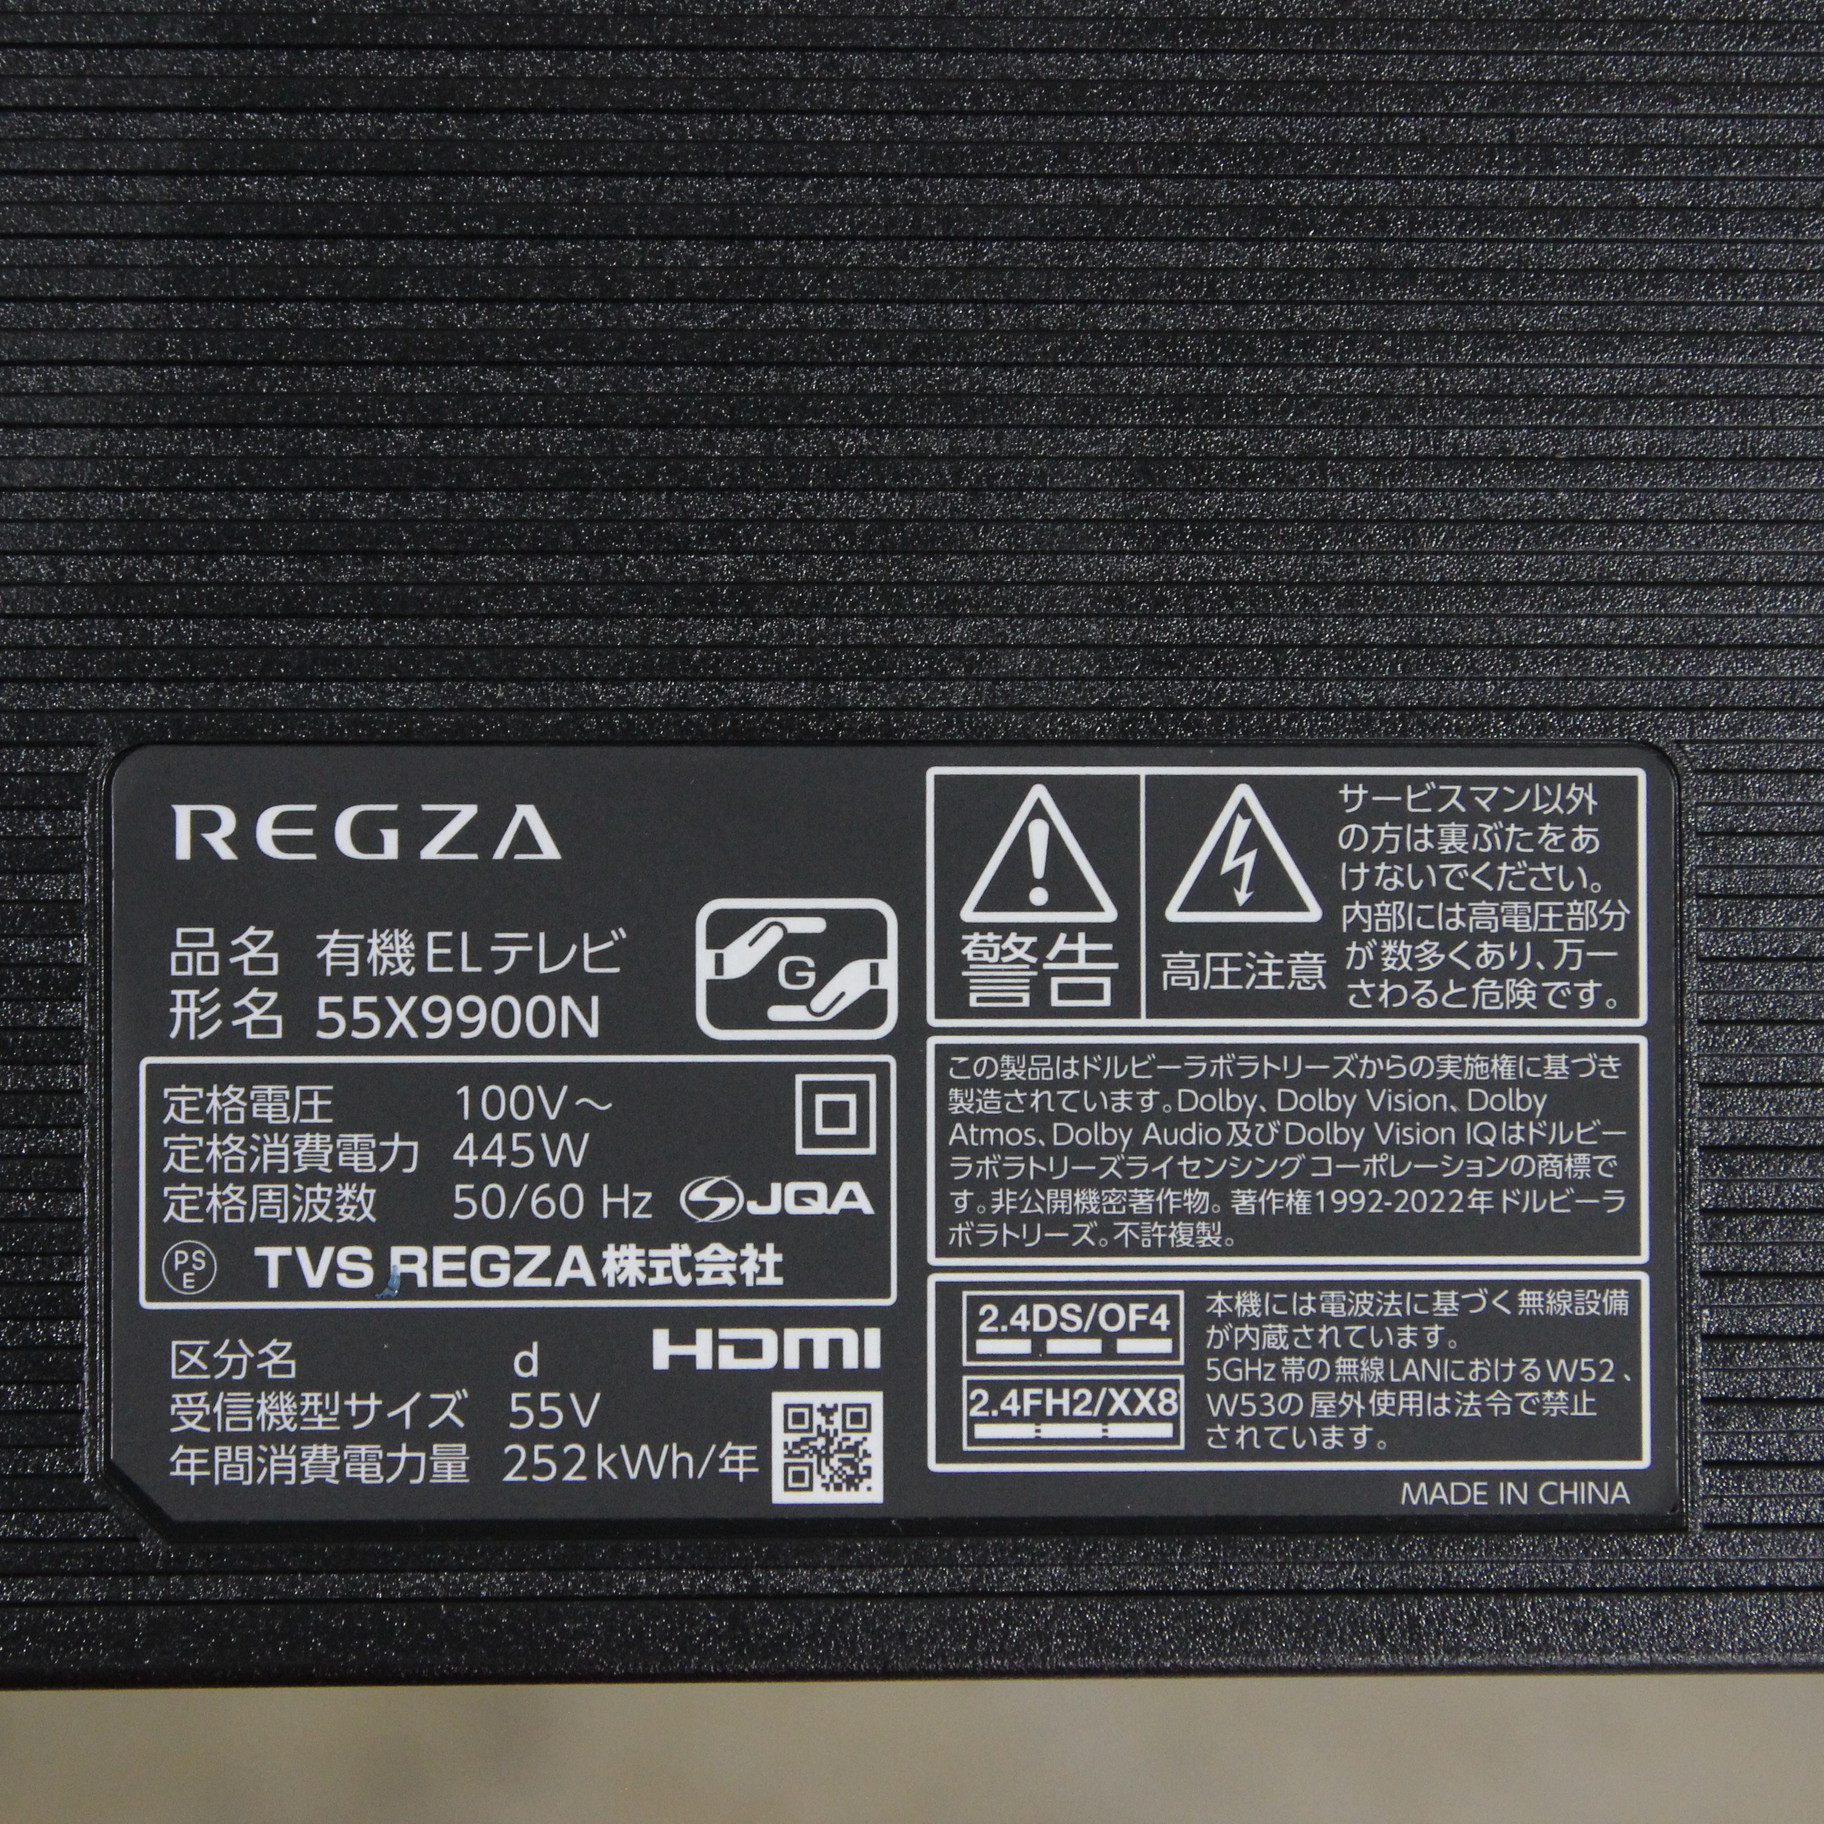 REGZA
品名 有機ELテレビ
形名 55X9900N
G
定格電圧 100V～
定格消費電力 445W
定格周波数 50/60 Hz
JQA
PS
E
TVS REGZA株式会社
区分名 d
HDMI
受信機型サイズ 55V
年間消費電力量 252kWh/年
警告
高圧注意
サービスマン以外
の方は裏ぶたをあ
けないでください。
内部には高電圧部分
が数多くあり、万一
さわると危険です。
この製品はドルビーラボラトリーズからの実施権に基づき
製造されています。Dolby、Dolby Vision、Dolby
Atmos、Dolby Audio及びDolby Vision IQはドルビー
ラボラトリーズライセンシングコーポレーションの商標で
す。非公開機密著作物。著作権1992-2022年ドルビーラ
ボラトリーズ。不許複製。
2.4DS/OF4
2.4FH2/XX8
本機には電波法に基づく無線設備
が内蔵されています。
5GHz帯の無線LANにおけるW52、
W53の屋外使用は法令で禁止
されています。
MADE IN CHINA